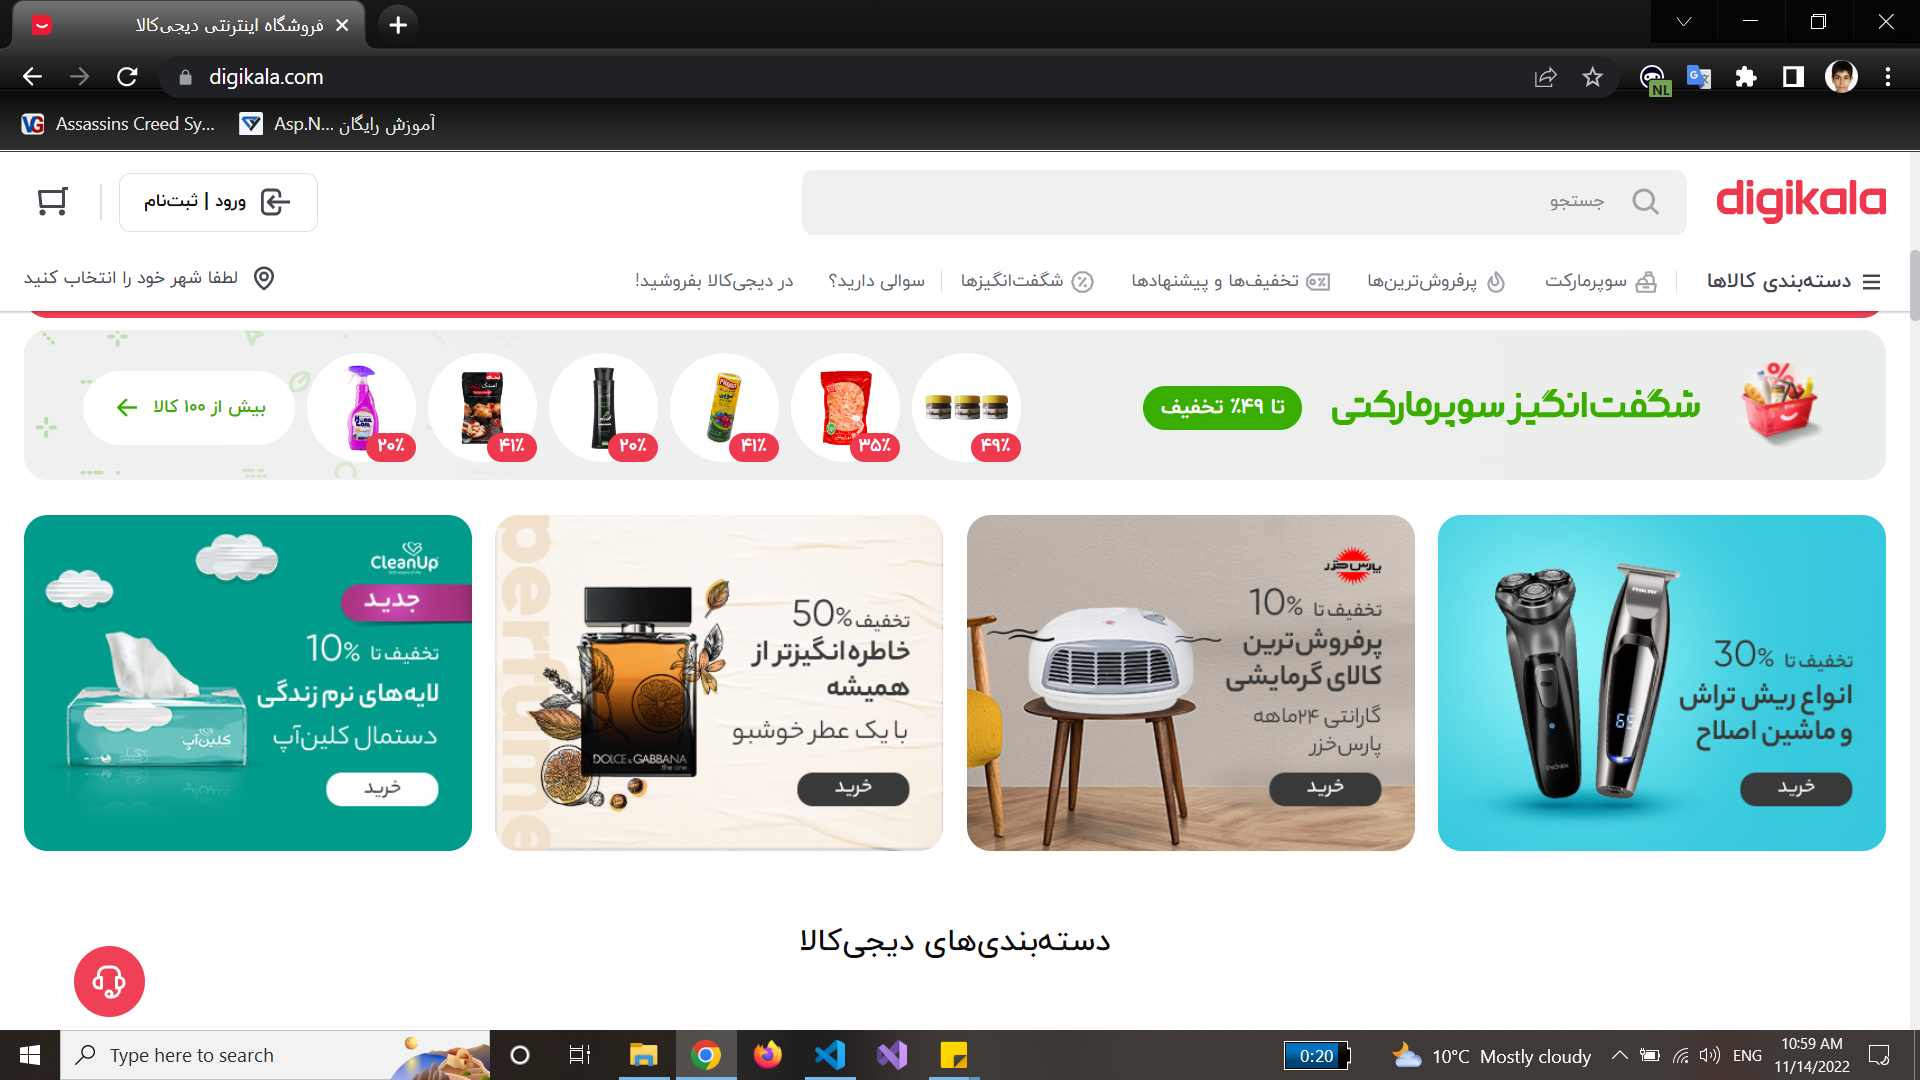 فروشگاه اینترنتی دیجی‌کالا
digikala.com
NL
Assassins Creed Sy...
آموزش رایگان Asp.N...
digikala
جستجو
ورود | ثبت‌نام
دسته‌بندی کالاها
سوپرمارکت
پرفروش‌ترین‌ها
تخفیف‌ها و پیشنهادها
شگفت‌انگیزها
سوالی دارید؟
در دیجی‌کالا بفروشید!
لطفا شهر خود را انتخاب کنید
شگفت‌انگیز سوپرمارکتی
تا ۴۹٪ تخفیف
۴۹٪
۳۵٪
۴۱٪
۲۰٪
۴۱٪
۲۰٪
بیش از ۱۰۰ کالا
تخفیف تا 30%
انواع ریش تراش
و ماشین اصلاح
خرید
پارس‌خزر
تخفیف تا 10%
پرفروش‌ترین
کالای گرمایشی
گارانتی ۲۴ماهه
پارس‌خزر
خرید
perfume
تخفیف 50%
خاطره‌انگیزتر از
همیشه
با یک عطر خوشبو
DOLCE & GABBANA
the one
خرید
CleanUp
جدید
تخفیف تا 10%
لایه‌های نرم زندگی
دستمال کلین‌آپ
کلین‌آپ
خرید
دسته‌بندی‌های دیجی‌کالا
Type here to search
0:20
10°C Mostly cloudy
ENG
10:59 AM
11/14/2022